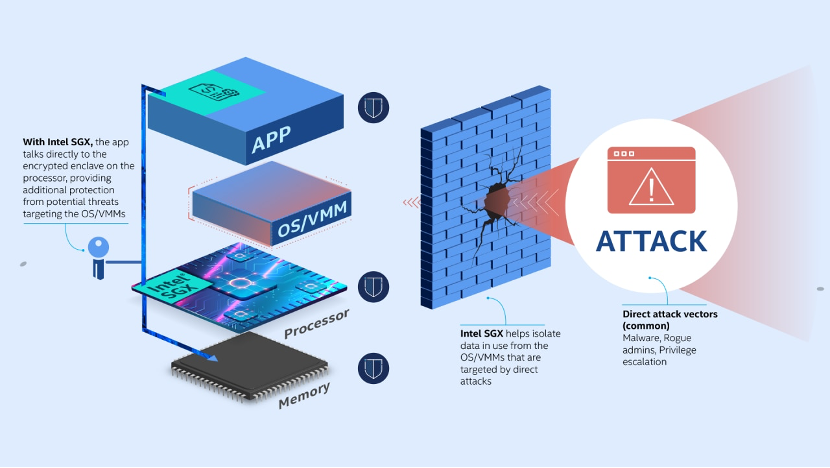 APP
With Intel SGX, the app
talks directly to the
encrypted enclave on the
processor, providing
additional protection
from potential threats
targeting the OS/VMMs
OS/VMM
Intel®
SGX
Processor
Memory
ATTACK
Intel SGX helps isolate
data in use from the
OS/VMMs that are
targeted by direct
attacks
Direct attack vectors
(common)
Malware, Rogue
admins, Privilege
escalation